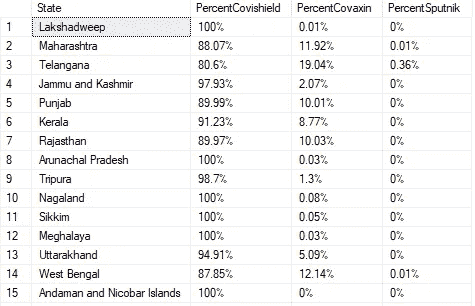 State PercentCovishield PercentCovaxin PercentSputnik
1 Lakshadweep 100% 0.01% 0%
2 Maharashtra 88.07% 11.92% 0.01%
3 Telangana 80.6% 19.04% 0.36%
4 Jammu and Kashmir 97.93% 2.07% 0%
5 Punjab 89.99% 10.01% 0%
6 Kerala 91.23% 8.77% 0%
7 Rajasthan 89.97% 10.03% 0%
8 Arunachal Pradesh 100% 0.03% 0%
9 Tripura 98.7% 1.3% 0%
10 Nagaland 100% 0.08% 0%
11 Sikkim 100% 0.05% 0%
12 Meghalaya 100% 0.03% 0%
13 Uttarakhand 94.91% 5.09% 0%
14 West Bengal 87.85% 12.14% 0.01%
15 Andaman and Nicobar Islands 100% 0% 0%